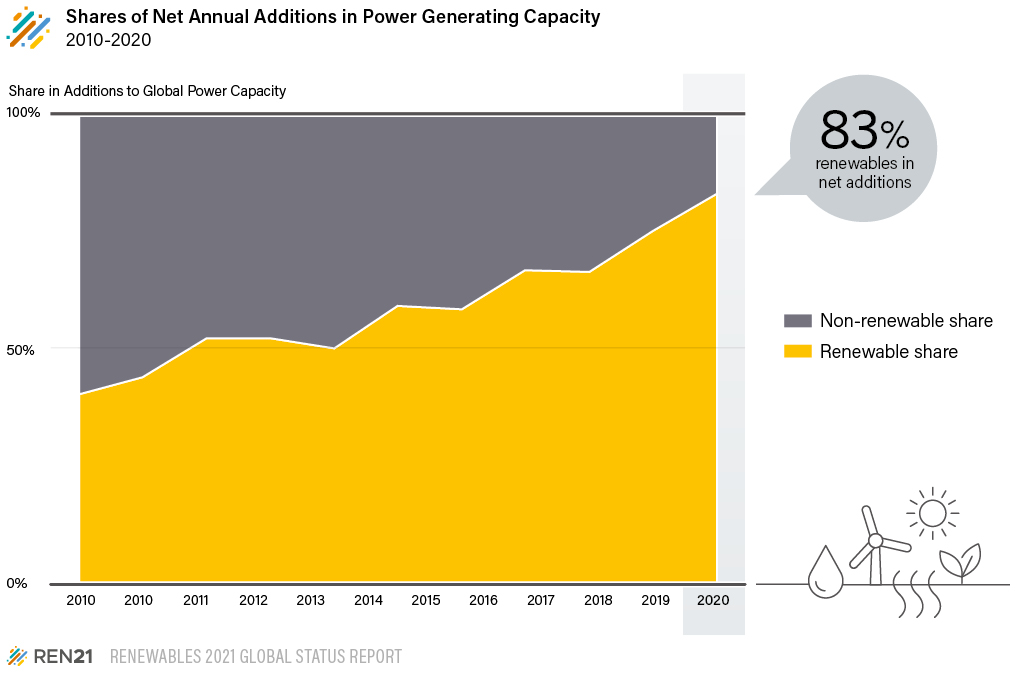 Shares of Net Annual Additions in Power Generating Capacity
2010-2020
Share in Additions to Global Power Capacity
100%
83%
renewables in
net additions
Non-renewable share
50%
Renewable share
0%
2010 2010 2011 2012 2013 2014 2015 2016 2017 2018 2019 2020
REN21 RENEWABLES 2021 GLOBAL STATUS REPORT